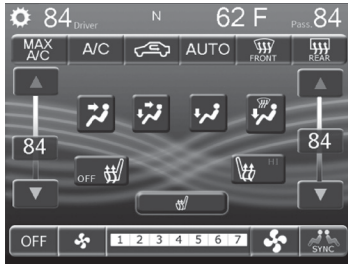 84 Driver N 62 F Pass. 84
MAX A/C A/C AUTO FRONT REAR
84 84
OFF HI
OFF 1 2 3 4 5 6 7 SYNC